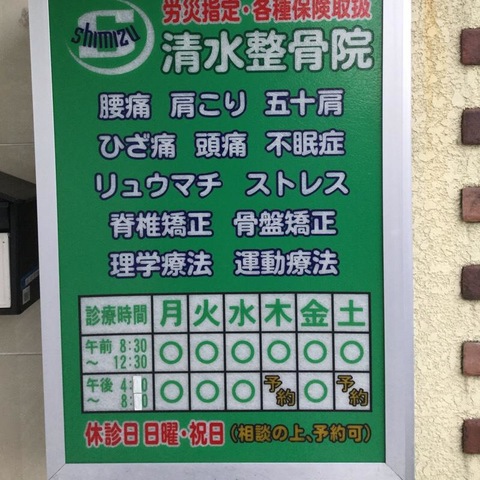 労災指定・各種保険取扱
SHIMIZU
清水整骨院
腰痛 肩こり 五十肩
ひざ痛 頭痛 不眠症
リュウマチ ストレス
脊椎矯正 骨盤矯正
理学療法 運動療法
診療時間 月 火 水 木 金 土
午前 8:30 〜 12:30 ○ ○ ○ ○ ○ ○
午後 ○ ○ ○ 予約 ○ 予約
休診日 日曜・祝日(相談の上、予約可)